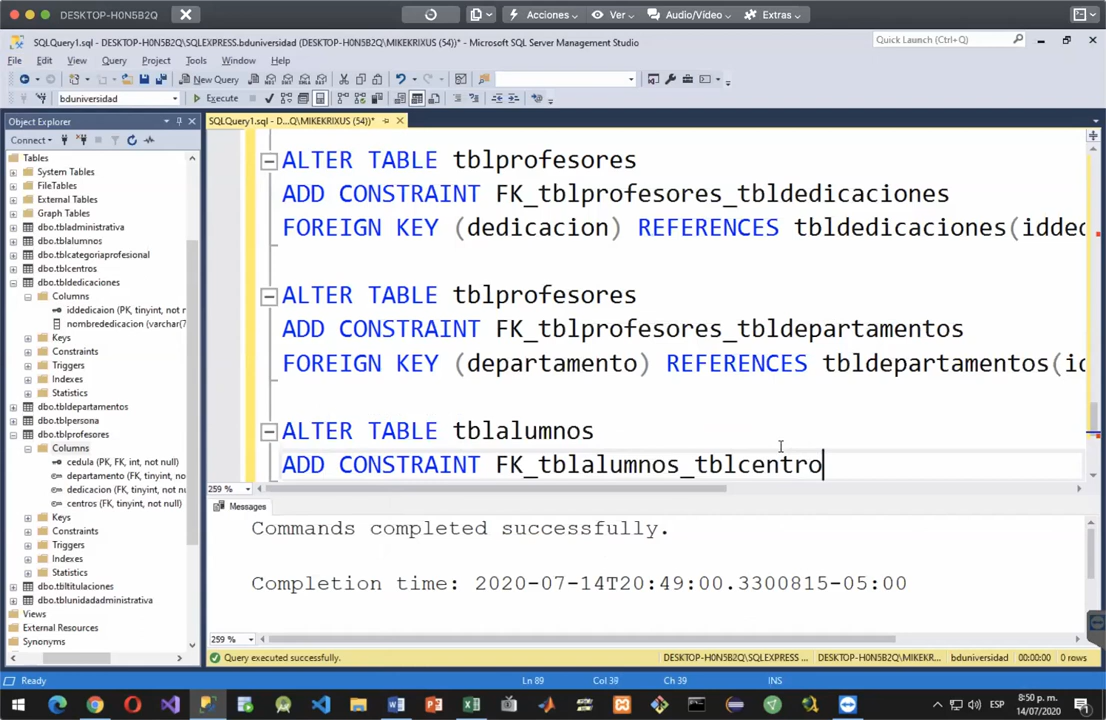 DESKTOP-H0N5B2Q
Acciones
Ver
Audio/Vídeo
Extras
SQLQuery1.sql - DESKTOP-H0N5B2Q\SQLEXPRESS.bduniversidad (DESKTOP-H0N5B2Q\MIKEKRIXUS (54))* - Microsoft SQL Server Management Studio
Quick Launch (Ctrl+Q)
File Edit View Query Project Tools Window Help
New Query
bduniversidad
Execute
Object Explorer
SQLQuery1.sql - D...Q\MIKEKRIXUS (54))*
Connect
Tables
System Tables
FileTables
External Tables
Graph Tables
dbo.tbladministrativa
dbo.tblalumnos
dbo.tblcategoriaprofesional
dbo.tblcentros
dbo.tbldedicaciones
Columns
iddedicaion (PK, tinyint, not null
nombrededicacion (varchar(7
Keys
Constraints
Triggers
Indexes
Statistics
dbo.tbldepartamentos
dbo.tblpersona
dbo.tblprofesores
Columns
cedula (PK, FK, int, not null)
departamento (FK, tinyint, not
dedicacion (FK, tinyint, not null
centros (FK, tinyint, not null)
Keys
Constraints
Triggers
Indexes
Statistics
dbo.tbltitulaciones
dbo.tblunidadadministrativa
Views
External Resources
Synonyms
ALTER TABLE tblprofesores
ADD CONSTRAINT FK_tblprofesores_tbldedicaciones
FOREIGN KEY (dedicacion) REFERENCES tbldedicaciones(idded
ALTER TABLE tblprofesores
ADD CONSTRAINT FK_tblprofesores_tbldepartamentos
FOREIGN KEY (departamento) REFERENCES tbldepartamentos(id
ALTER TABLE tblalumnos
ADD CONSTRAINT FK_tblalumnos_tblcentro
259 %
Messages
Commands completed successfully.
Completion time: 2020-07-14T20:49:00.3300815-05:00
259 %
Query executed successfully.
DESKTOP-H0N5B2Q\SQLEXPRESS ... DESKTOP-H0N5B2Q\MIKEKR... bduniversidad 00:00:00 0 rows
Ready
Ln 89 Col 39 Ch 39 INS
ESP
8:50 p. m.
14/07/2020